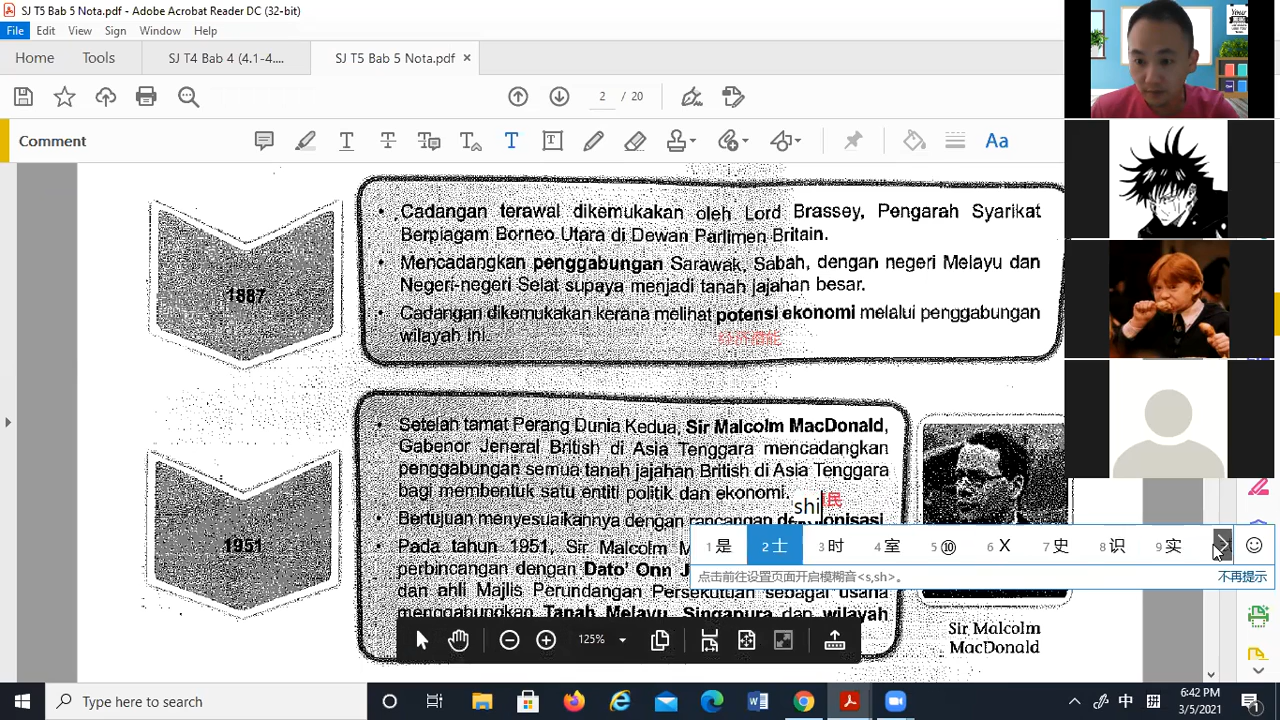 SJ T5 Bab 5 Nota.pdf - Adobe Acrobat Reader DC (32-bit)
File Edit View Sign Window Help
Home Tools SJ T4 Bab 4 (4.1-4.... SJ T5 Bab 5 Nota.pdf ×
2 / 20
Comment
1887
• Cadangan terawal dikemukakan oleh Lord Brassey, Pengarah Syarikat
Berpiagam Borneo Utara di Dewan Parlimen Britain.
• Mencadangkan penggabungan Sarawak, Sabah, dengan negeri Melayu dan
Negeri-negeri Selat supaya menjadi tanah jajahan besar.
• Cadangan dikemukakan kerana melihat potensi ekonomi melalui penggabungan
wilayah ini.
1951
Setelah tamat Perang Dunia Kedua, Sir Malcolm MacDonald,
Gabenor Jeneral British di Asia Tenggara mencadangkan
penggabungan semua tanah jajahan British di Asia Tenggara
bagi membentuk satu entiti politik dan ekonomi.
shi民
Bertujuan menyesuaikannya dengan rancangan
• Pada tahun 1951 Sir Malcolm
perbincangan dengan Dato' Onn
dan ahli Majlis Perundangan Persekutuan sebagai usaha
menggabungkan Tanah Melayu, Singapura dan wilayah
1 是 2 士 3 时 4 室 5 ⑩ 6 X 7 史 8 识 9 实
点击前往设置页面开启模糊音<s,sh>。 不再提示
Sir Malcolm
MacDonald
125%
Type here to search
中 拼
6:42 PM
3/5/2021